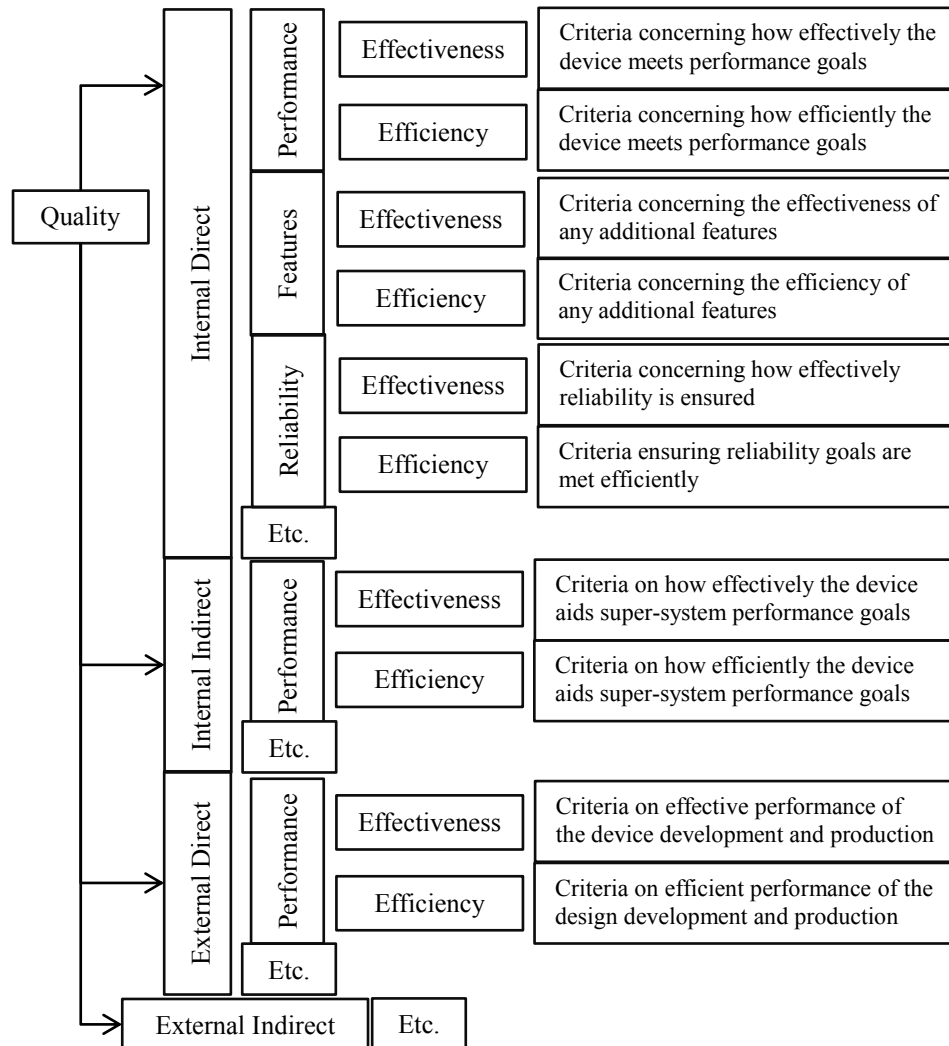 Quality
Internal Direct
Performance
Effectiveness
Criteria concerning how effectively the
device meets performance goals
Efficiency
Criteria concerning how efficiently the
device meets performance goals
Features
Effectiveness
Criteria concerning the effectiveness of
any additional features
Efficiency
Criteria concerning the efficiency of
any additional features
Reliability
Effectiveness
Criteria concerning how effectively
reliability is ensured
Efficiency
Criteria ensuring reliability goals are
met efficiently
Etc.
Internal Indirect
Performance
Effectiveness
Criteria on how effectively the device
aids super-system performance goals
Efficiency
Criteria on how efficiently the device
aids super-system performance goals
Etc.
External Direct
Performance
Effectiveness
Criteria on effective performance of
the device development and production
Efficiency
Criteria on efficient performance of the
design development and production
Etc.
External Indirect
Etc.